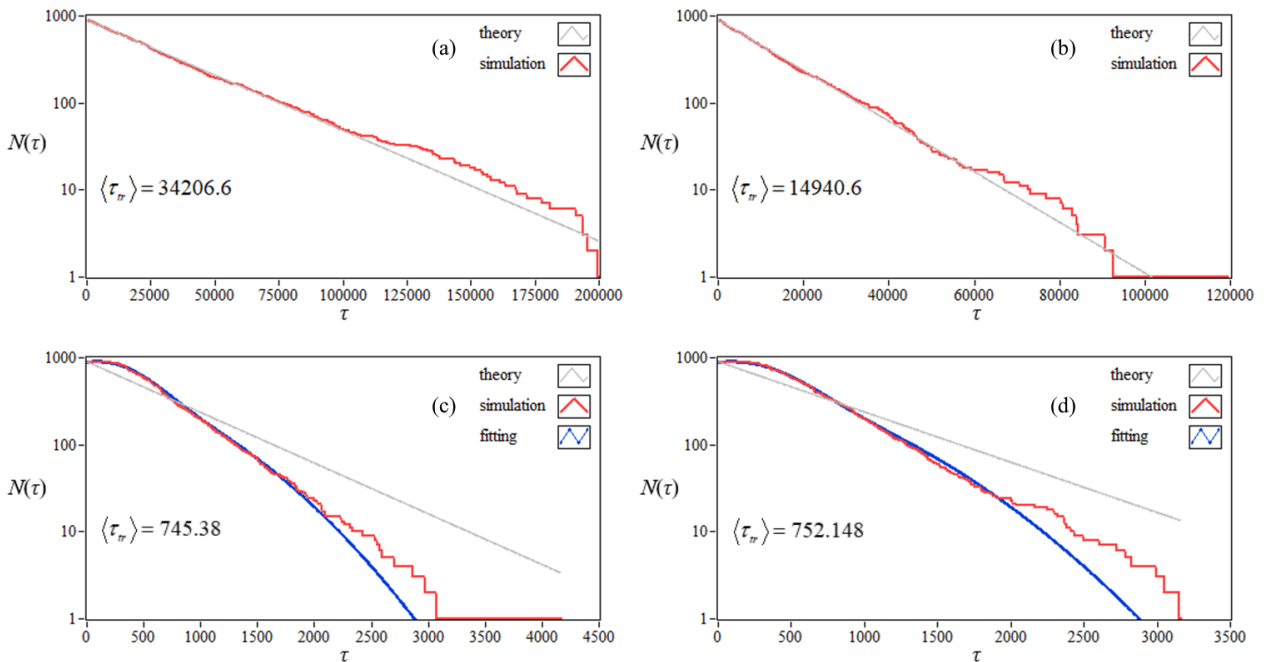 1000
100
10
1
N(τ)
(a)
theory
simulation
⟨τtr⟩ = 34206.6
0 25000 50000 75000 100000 125000 150000 175000 200000
τ
1000
100
10
1
N(τ)
(b)
theory
simulation
⟨τtr⟩ = 14940.6
0 20000 40000 60000 80000 100000 120000
τ
1000
100
10
1
N(τ)
(c)
theory
simulation
fitting
⟨τtr⟩ = 745.38
0 500 1000 1500 2000 2500 3000 3500 4000 4500
τ
1000
100
10
1
N(τ)
(d)
theory
simulation
fitting
⟨τtr⟩ = 752.148
0 500 1000 1500 2000 2500 3000 3500
τ